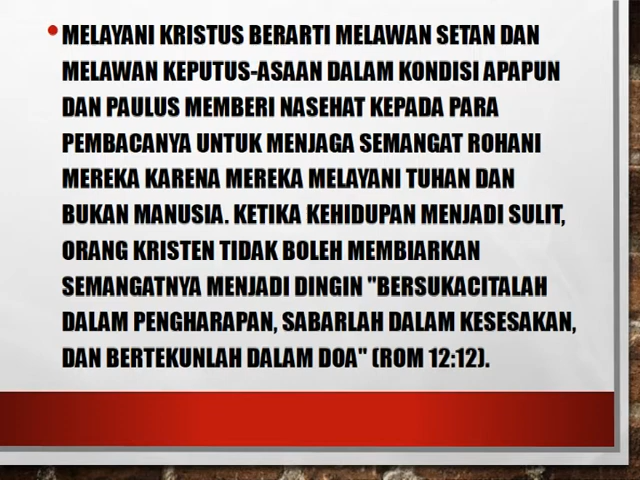 • MELAYANI KRISTUS BERARTI MELAWAN SETAN DAN
MELAWAN KEPUTUS-ASAAN DALAM KONDISI APAPUN
DAN PAULUS MEMBERI NASEHAT KEPADA PARA
PEMBACANYA UNTUK MENJAGA SEMANGAT ROHANI
MEREKA KARENA MEREKA MELAYANI TUHAN DAN
BUKAN MANUSIA. KETIKA KEHIDUPAN MENJADI SULIT,
ORANG KRISTEN TIDAK BOLEH MEMBIARKAN
SEMANGATNYA MENJADI DINGIN "BERSUKACITALAH
DALAM PENGHARAPAN, SABARLAH DALAM KESESAKAN,
DAN BERTEKUNLAH DALAM DOA" (ROM 12:12).